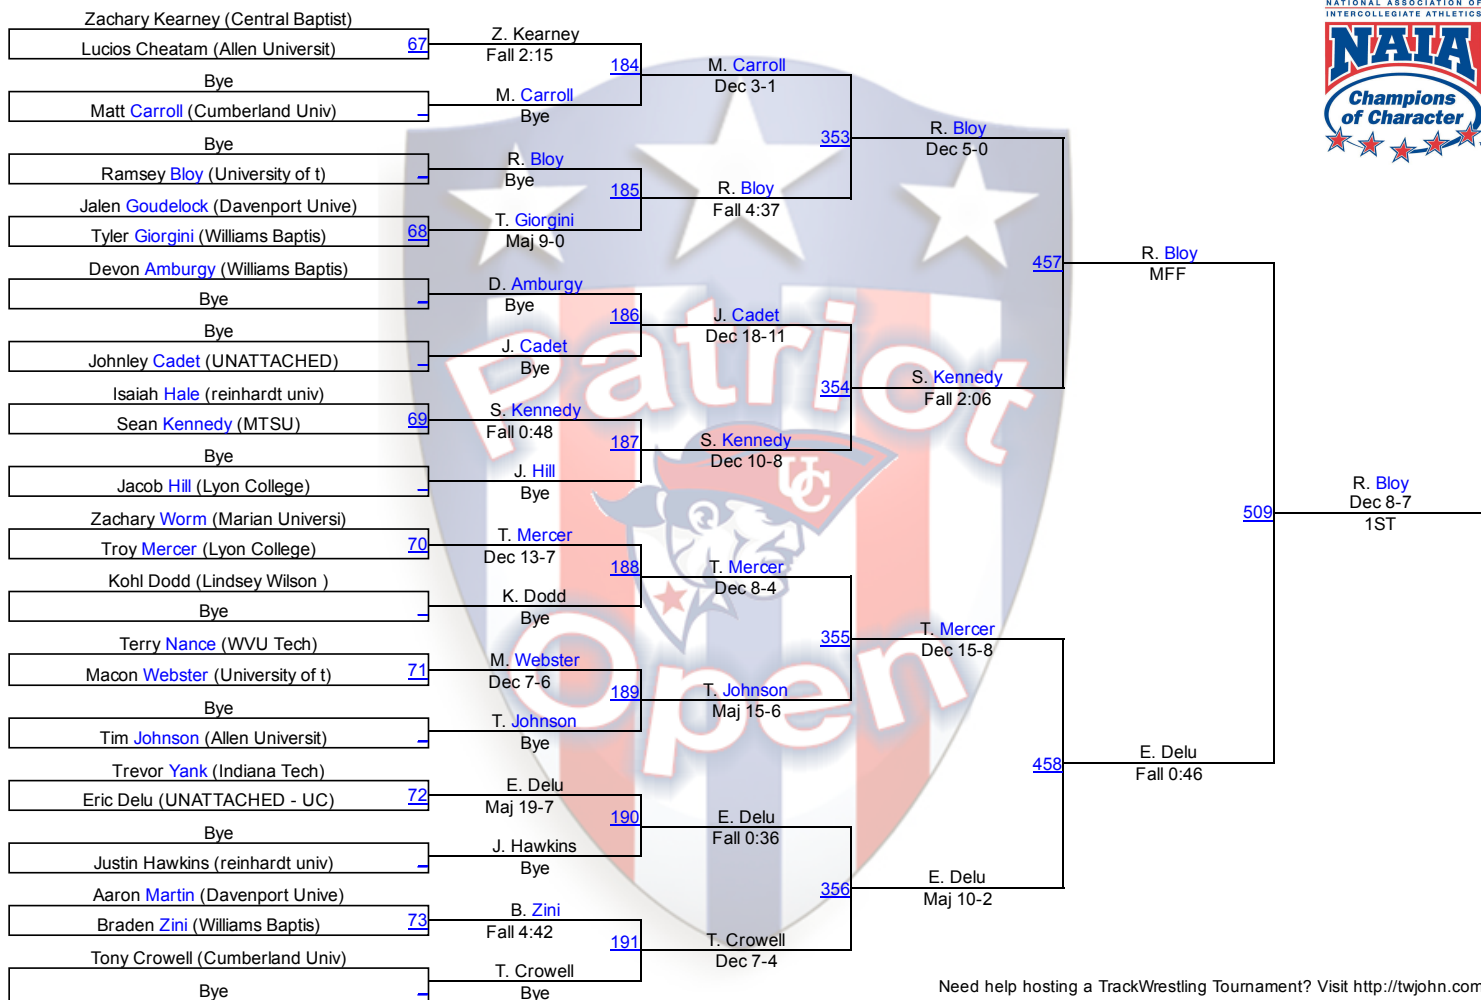 NATIONAL ASSOCIATION OF
INTERCOLLEGIATE ATHLETICS
NAIA
Champions
of Character
Patriot
UC
Open
Zachary Kearney (Central Baptist)
Lucios Cheatam (Allen Universit)
67
Bye
Matt Carroll (Cumberland Univ)
Bye
Ramsey Bloy (University of t)
Jalen Goudelock (Davenport Unive)
Tyler Giorgini (Williams Baptis)
68
Devon Amburgy (Williams Baptis)
Bye
Bye
Johnley Cadet (UNATTACHED)
Isaiah Hale (reinhardt univ)
Sean Kennedy (MTSU)
69
Bye
Jacob Hill (Lyon College)
Zachary Worm (Marian Universi)
Troy Mercer (Lyon College)
70
Kohl Dodd (Lindsey Wilson )
Bye
Terry Nance (WVU Tech)
Macon Webster (University of t)
71
Bye
Tim Johnson (Allen Universit)
Trevor Yank (Indiana Tech)
Eric Delu (UNATTACHED - UC)
72
Bye
Justin Hawkins (reinhardt univ)
Aaron Martin (Davenport Unive)
Braden Zini (Williams Baptis)
73
Tony Crowell (Cumberland Univ)
Bye
Z. Kearney
Fall 2:15
184
M. Carroll
Bye
R. Bloy
Bye
185
T. Giorgini
Maj 9-0
D. Amburgy
Bye
186
J. Cadet
Bye
S. Kennedy
Fall 0:48
187
J. Hill
Bye
T. Mercer
Dec 13-7
188
K. Dodd
Bye
M. Webster
Dec 7-6
189
T. Johnson
Bye
E. Delu
Maj 19-7
190
J. Hawkins
Bye
B. Zini
Fall 4:42
191
T. Crowell
Bye
M. Carroll
Dec 3-1
353
R. Bloy
Fall 4:37
J. Cadet
Dec 18-11
354
S. Kennedy
Dec 10-8
T. Mercer
Dec 8-4
355
T. Johnson
Maj 15-6
E. Delu
Fall 0:36
356
T. Crowell
Dec 7-4
R. Bloy
Dec 5-0
457
S. Kennedy
Fall 2:06
T. Mercer
Dec 15-8
458
E. Delu
Maj 10-2
R. Bloy
MFF
509
E. Delu
Fall 0:46
R. Bloy
Dec 8-7
1ST
Need help hosting a TrackWrestling Tournament? Visit http://twjohn.com